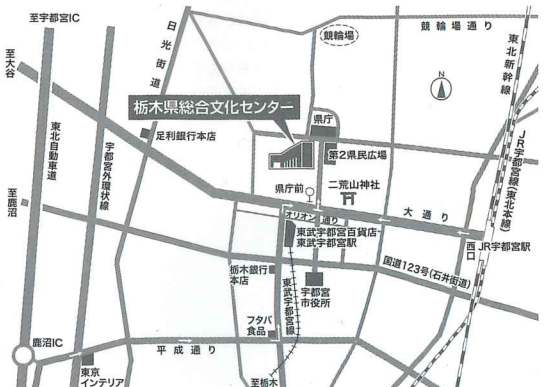 至宇都宮IC
日光街道
競輪場
競輪場通り
東北新幹線
N
至大谷
栃木県総合文化センター
県庁
JR宇都宮線(東北本線)
東北自動車道
宇都宮外環状線
足利銀行本店
第2県民広場
至鹿沼
県庁前
二荒山神社
オリオン通り
大通り
東武宇都宮百貨店・
東武宇都宮駅
西口
JR宇都宮駅
栃木銀行
本店
東武宇都宮線
宇都宮
市役所
国道123号(石井街道)
フタバ
食品
鹿沼IC
平成通り
東京
インテリア
至栃木